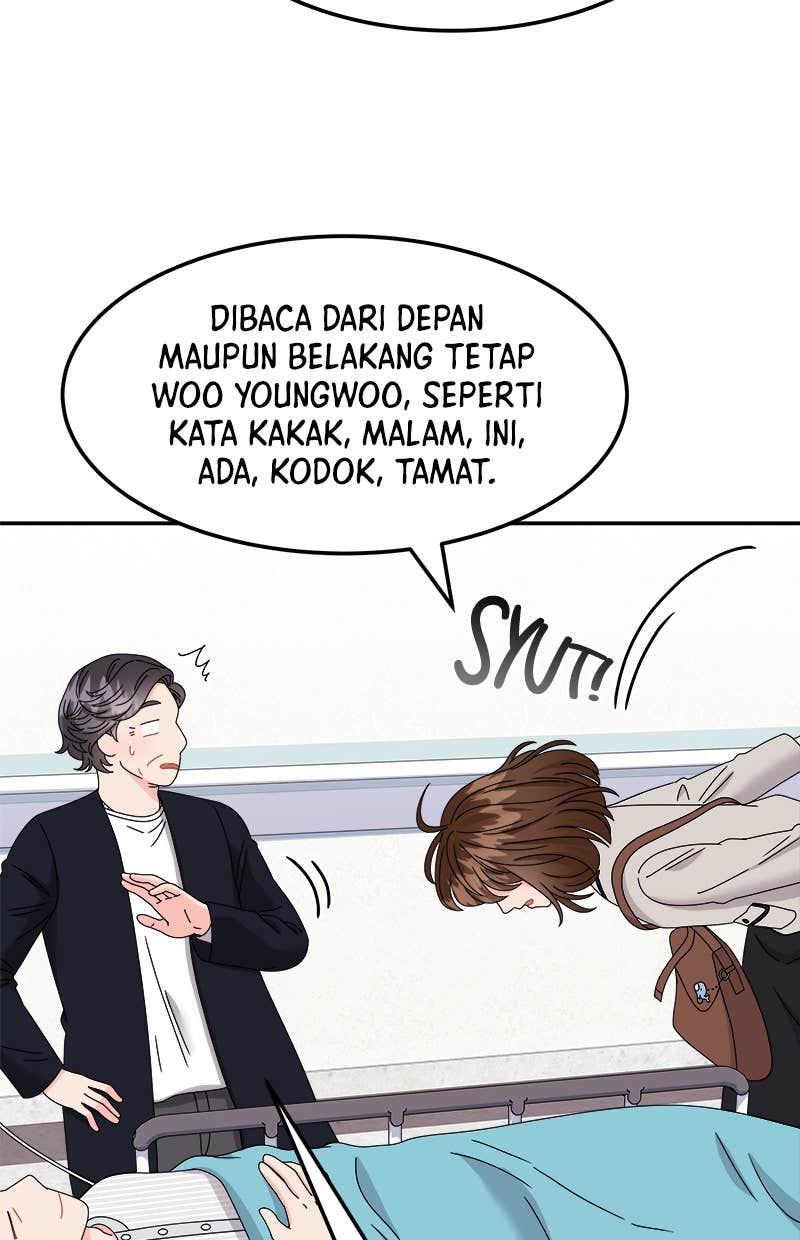 DIBACA DARI DEPAN
MAUPUN BELAKANG TETAP
WOO YOUNGWOO, SEPERTI
KATA KAKAK, MALAM, INI,
ADA, KODOK, TAMAT.
SYUT!